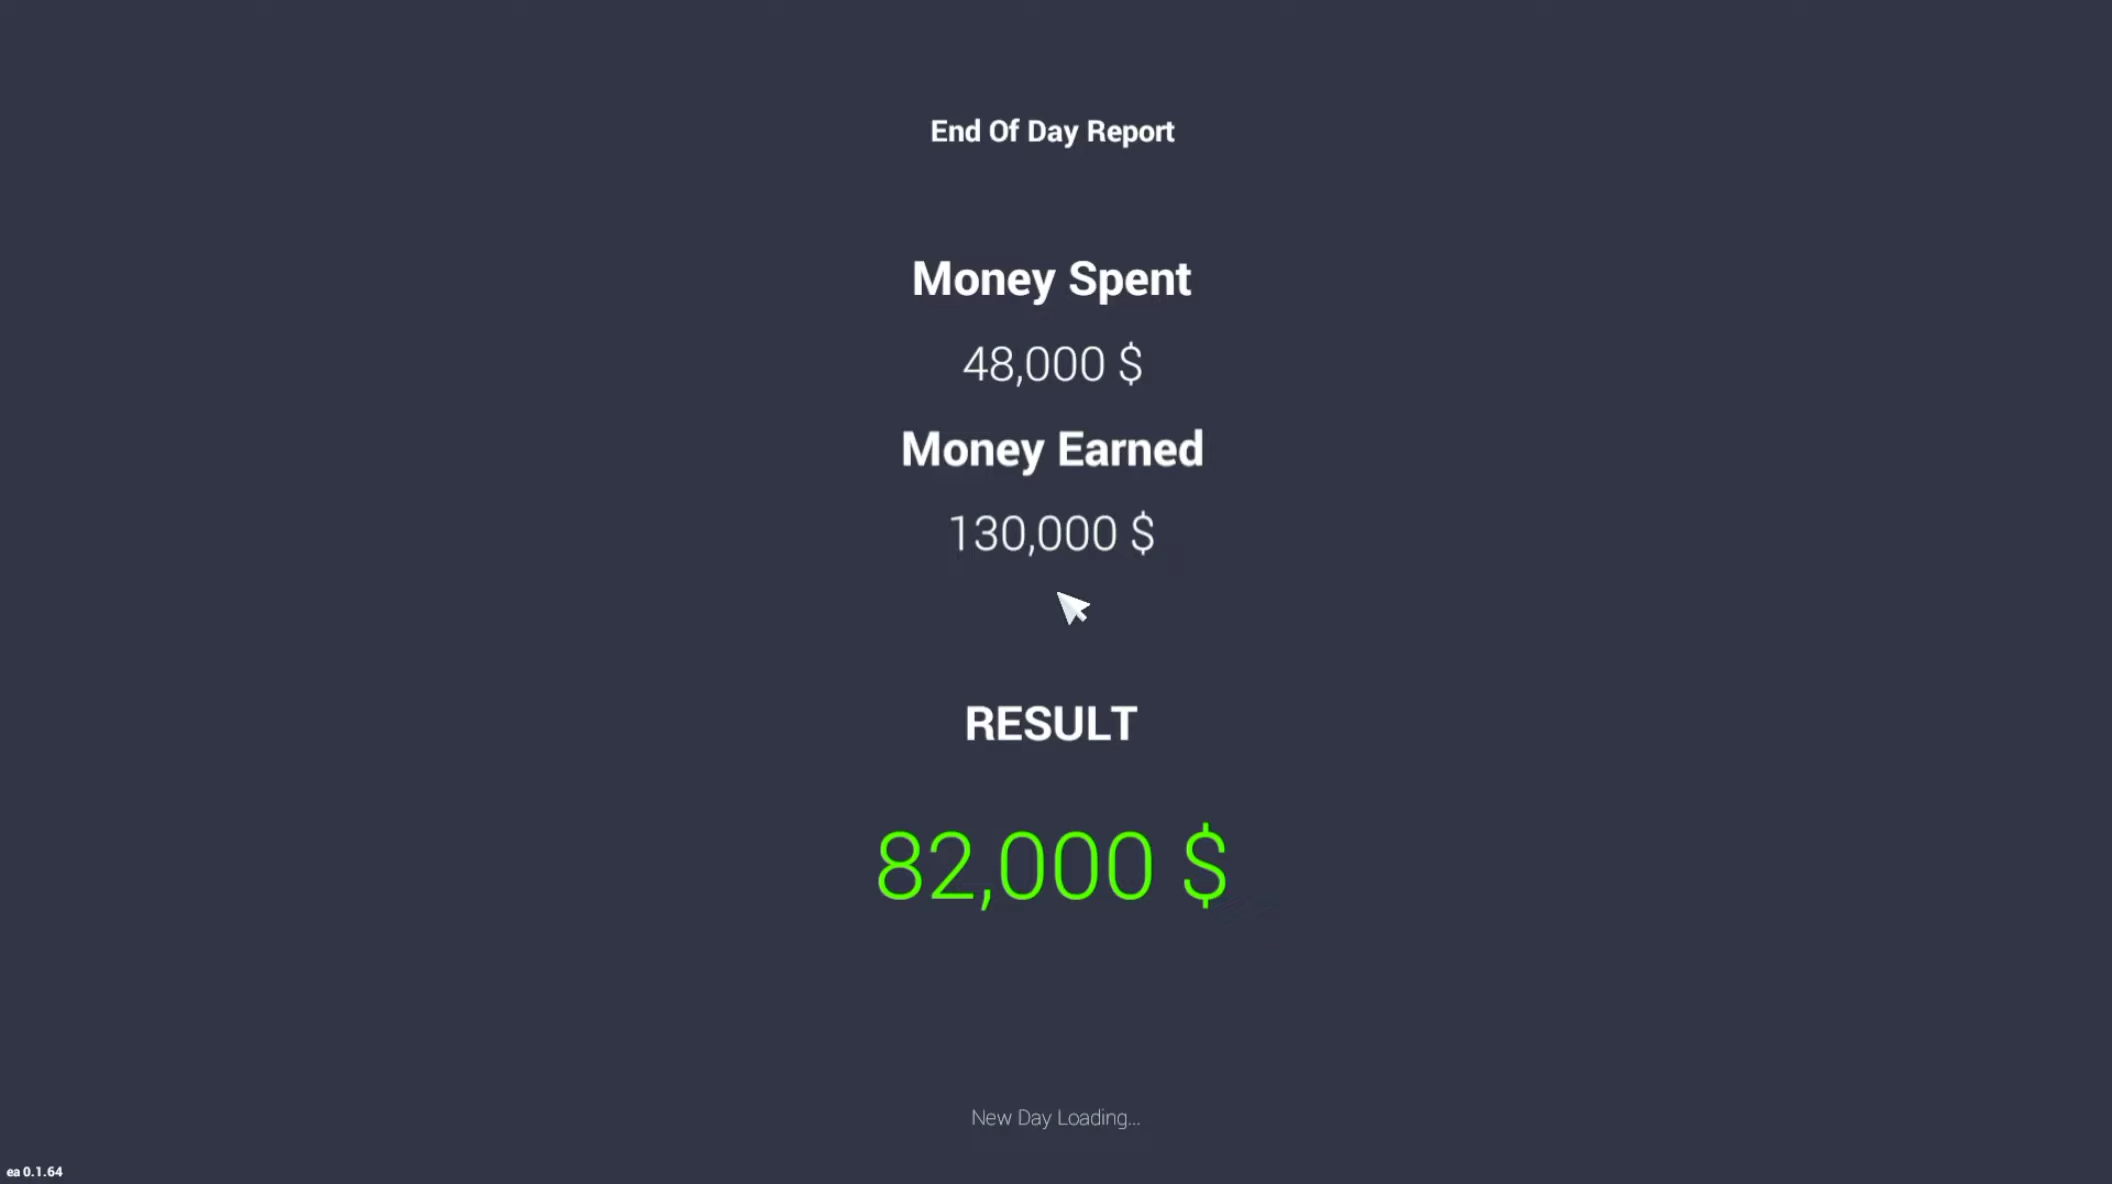 End Of Day Report
Money Spent
48,000 $
Money Earned
130,000 $
RESULT
82,000 $
New Day Loading...
ea 0.1.64